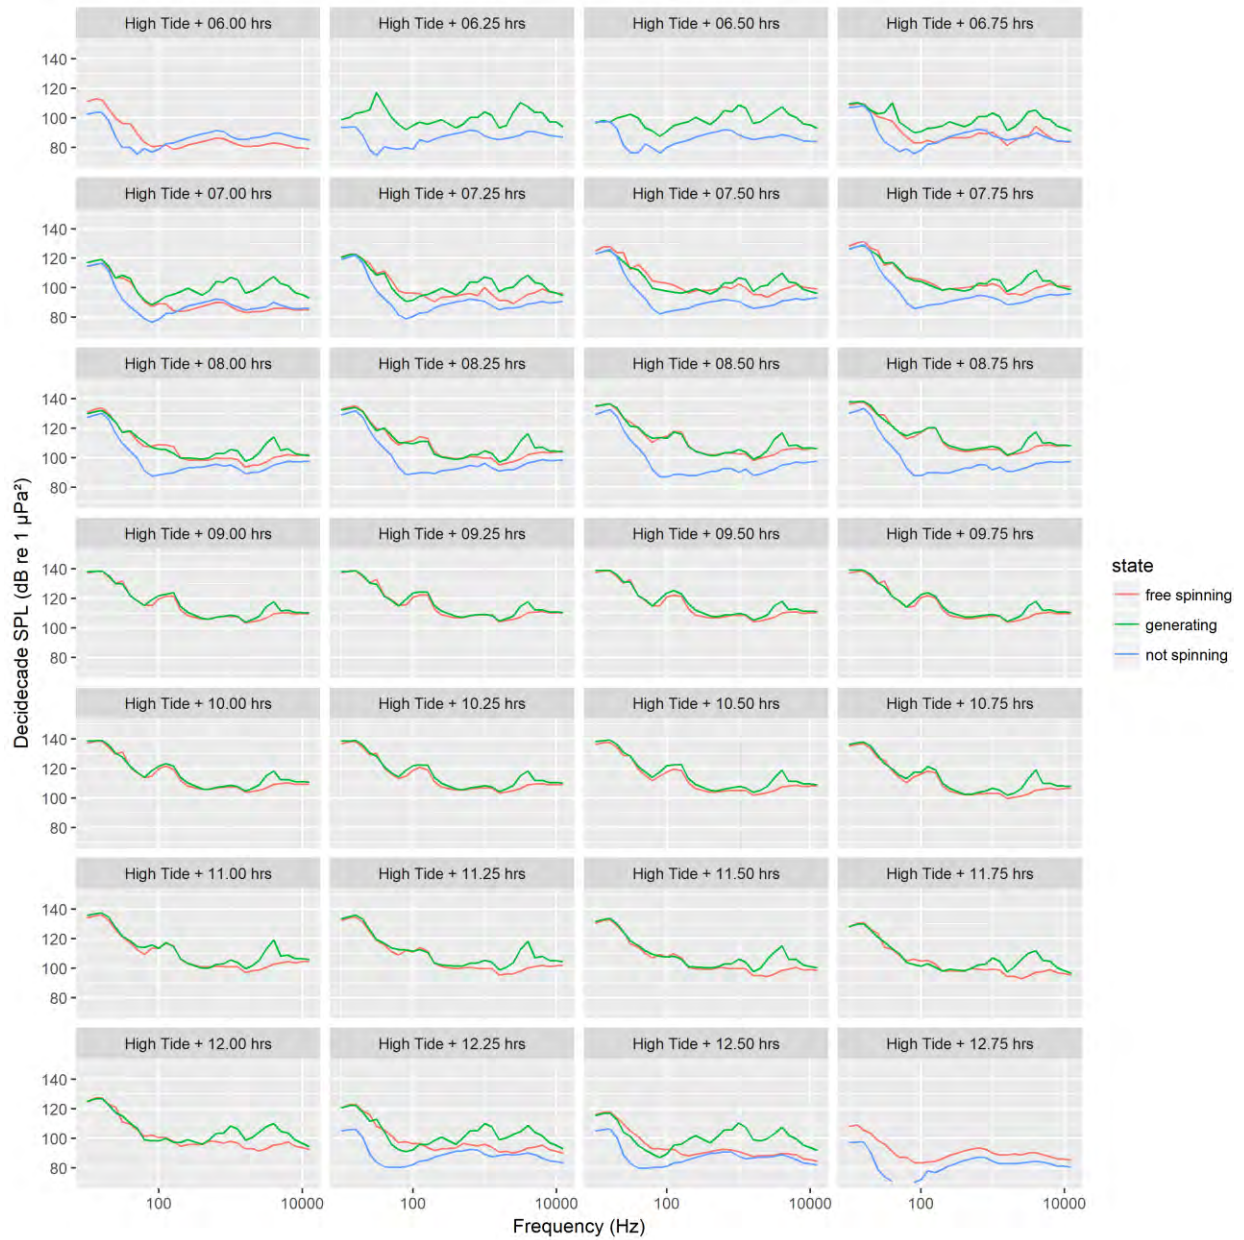 High Tide + 06.00 hrs High Tide + 06.25 hrs High Tide + 06.50 hrs High Tide + 06.75 hrs
140
120
100
80
High Tide + 07.00 hrs High Tide + 07.25 hrs High Tide + 07.50 hrs High Tide + 07.75 hrs
140
120
100
80
High Tide + 08.00 hrs High Tide + 08.25 hrs High Tide + 08.50 hrs High Tide + 08.75 hrs
140
120
100
80
High Tide + 09.00 hrs High Tide + 09.25 hrs High Tide + 09.50 hrs High Tide + 09.75 hrs
140
120
100
80
High Tide + 10.00 hrs High Tide + 10.25 hrs High Tide + 10.50 hrs High Tide + 10.75 hrs
140
120
100
80
High Tide + 11.00 hrs High Tide + 11.25 hrs High Tide + 11.50 hrs High Tide + 11.75 hrs
140
120
100
80
High Tide + 12.00 hrs High Tide + 12.25 hrs High Tide + 12.50 hrs High Tide + 12.75 hrs
140
120
100
80
100 10000 100 10000 100 10000 100 10000
Frequency (Hz)
Decidecade SPL (dB re 1 µPa²)
state
free spinning
generating
not spinning